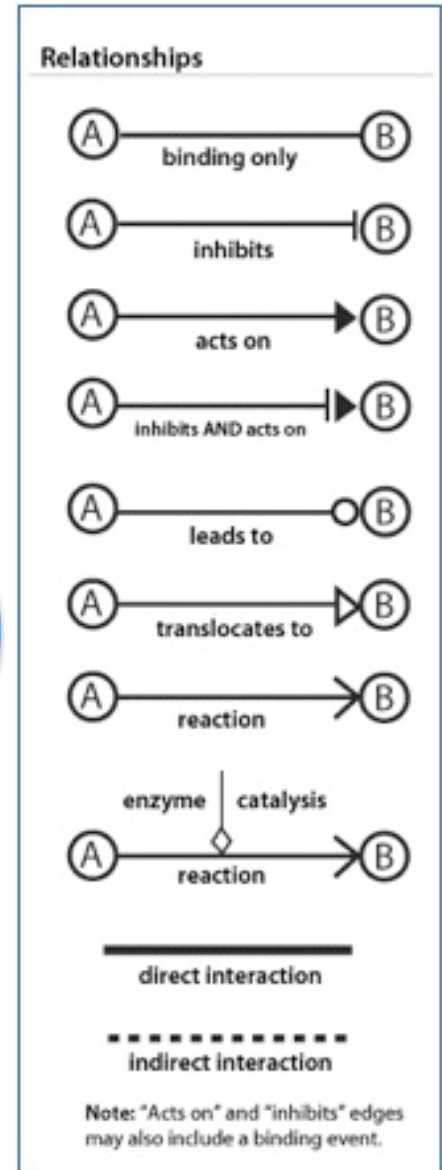 Relationships
A B
binding only
A B
inhibits
A B
acts on
A B
inhibits AND acts on
A B
leads to
A B
translocates to
A B
reaction
enzyme catalysis
A B
reaction
direct interaction
indirect interaction
Note: "Acts on" and "inhibits" edges
may also include a binding event.